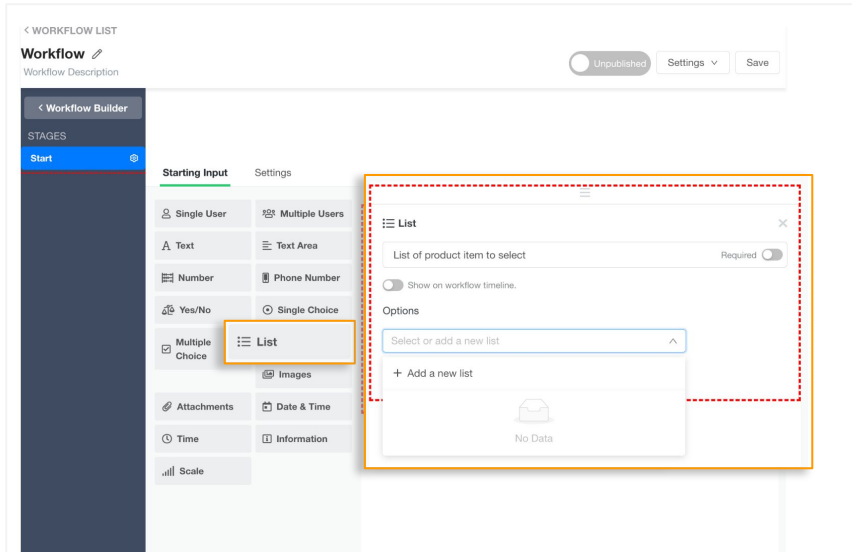 < WORKFLOW LIST
Workflow
Workflow Description
Unpublished
Settings
Save
< Workflow Builder
STAGES
Start
Starting Input
Settings
Single User
Multiple Users
Text
Text Area
Number
Phone Number
Yes/No
Single Choice
Multiple
Choice
List
Images
Attachments
Date & Time
Time
Information
Scale
List
List of product item to select
Required
Show on workflow timeline.
Options
Select or add a new list
+ Add a new list
No Data